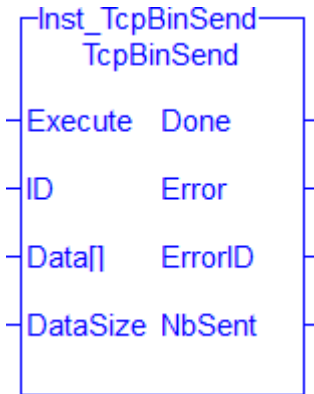 Inst_TcpBinSend
TcpBinSend
Execute Done
ID Error
Data[] ErrorID
DataSize NbSent